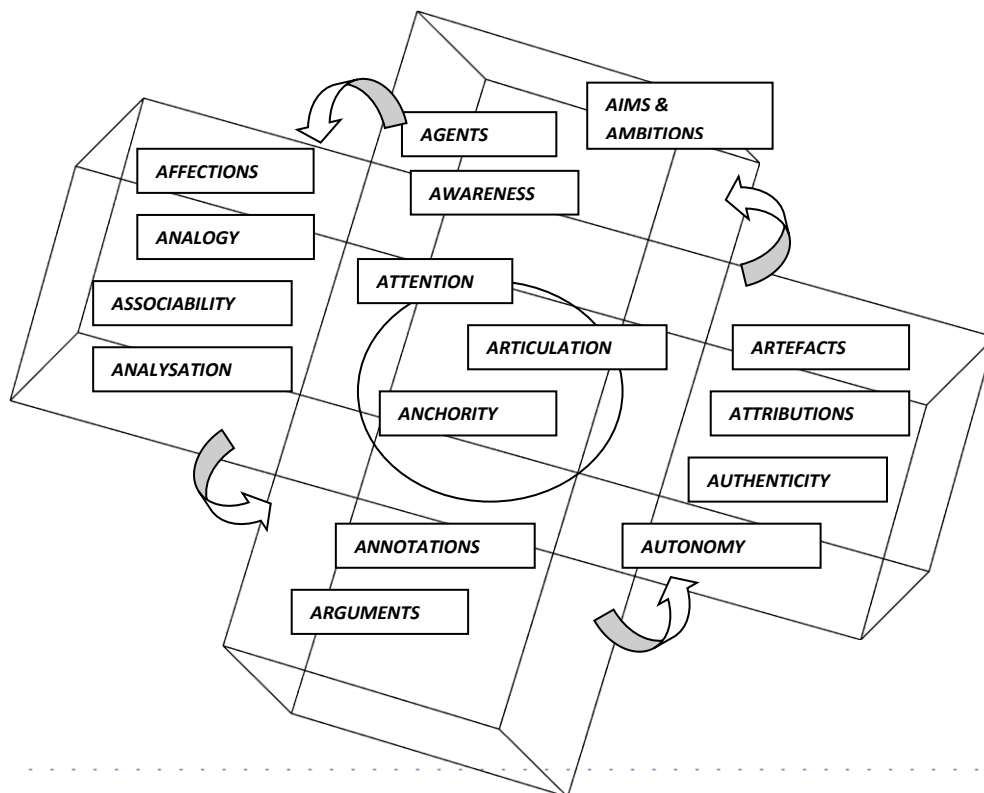 AIMS &
AMBITIONS
AGENTS
AFFECTIONS
AWARENESS
ANALOGY
ATTENTION
ASSOCIABILITY
ARTICULATION
ARTEFACTS
ANALYSATION
ANCHORITY
ATTRIBUTIONS
AUTHENTICITY
ANNOTATIONS
AUTONOMY
ARGUMENTS